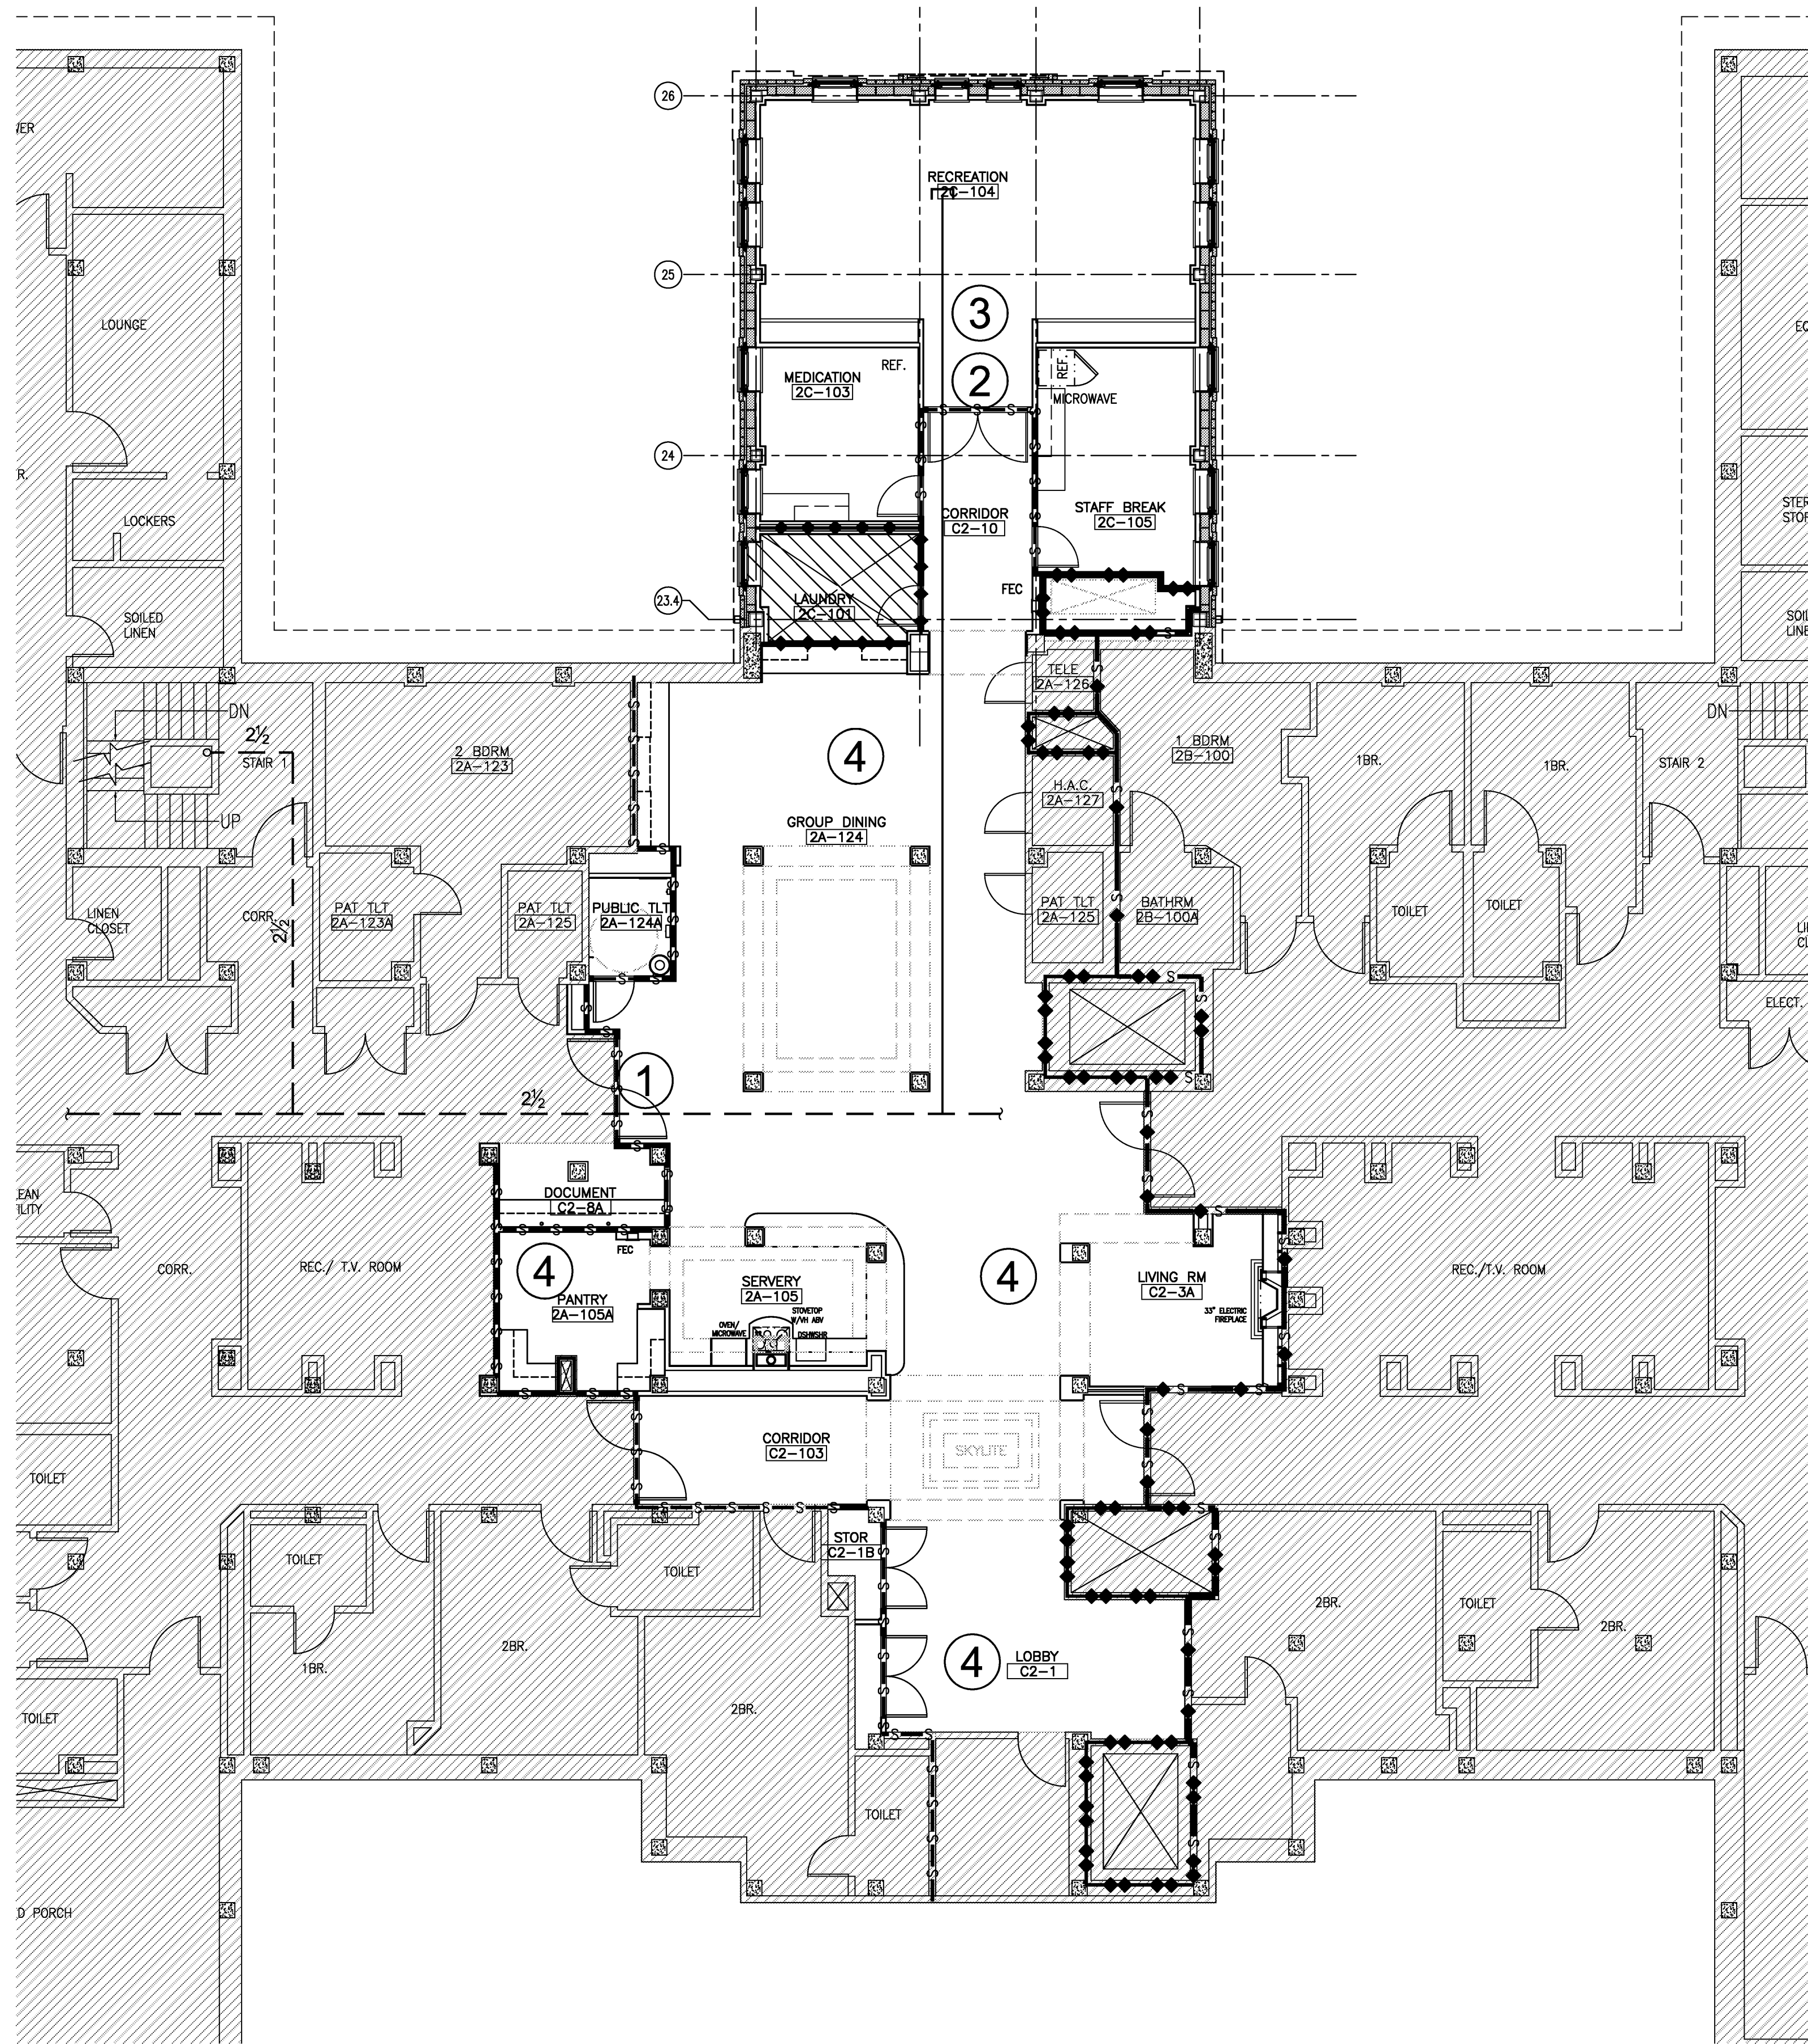 26
RECREATION
2C-104
25
3
2
REF.
MEDICATION
2C-103
REF.
MICROWAVE
24
S S S
CORRIDOR
C2-10
STAFF BREAK
2C-105
FEC
LAUNDRY
2C-101
23.4
LOUNGE
LOCKERS
SOILED
LINEN
DN
2½
STAIR 1
UP
2 BDRM
2A-123
4
GROUP DINING
2A-124
TELE
2A-126
1 BDRM
2B-100
H.A.C.
2A-127
1BR.
1BR.
STAIR 2
DN
LINEN
CLOSET
CORR.
2½
PAT TLT
2A-123A
PAT TLT
2A-125
PUBLIC TLT
2A-124A
PAT TLT
2A-125
BATHRM
2B-100A
TOILET
TOILET
ELECT.
1
2½
DOCUMENT
C2-8A
FEC
4
PANTRY
2A-105A
SERVERY
2A-105
OVEN/
MICROWAVE
STOVETOP
W/VH ABV
DSHWSHR
4
LIVING RM
C2-3A
33" ELECTRIC
FIREPLACE
CORR.
REC./ T.V. ROOM
REC./T.V. ROOM
CORRIDOR
C2-103
SKYLITE
TOILET
TOILET
1BR.
2BR.
TOILET
STOR
C2-1B
2BR.
4
LOBBY
C2-1
2BR.
TOILET
2BR.
TOILET
TOILET
D PORCH